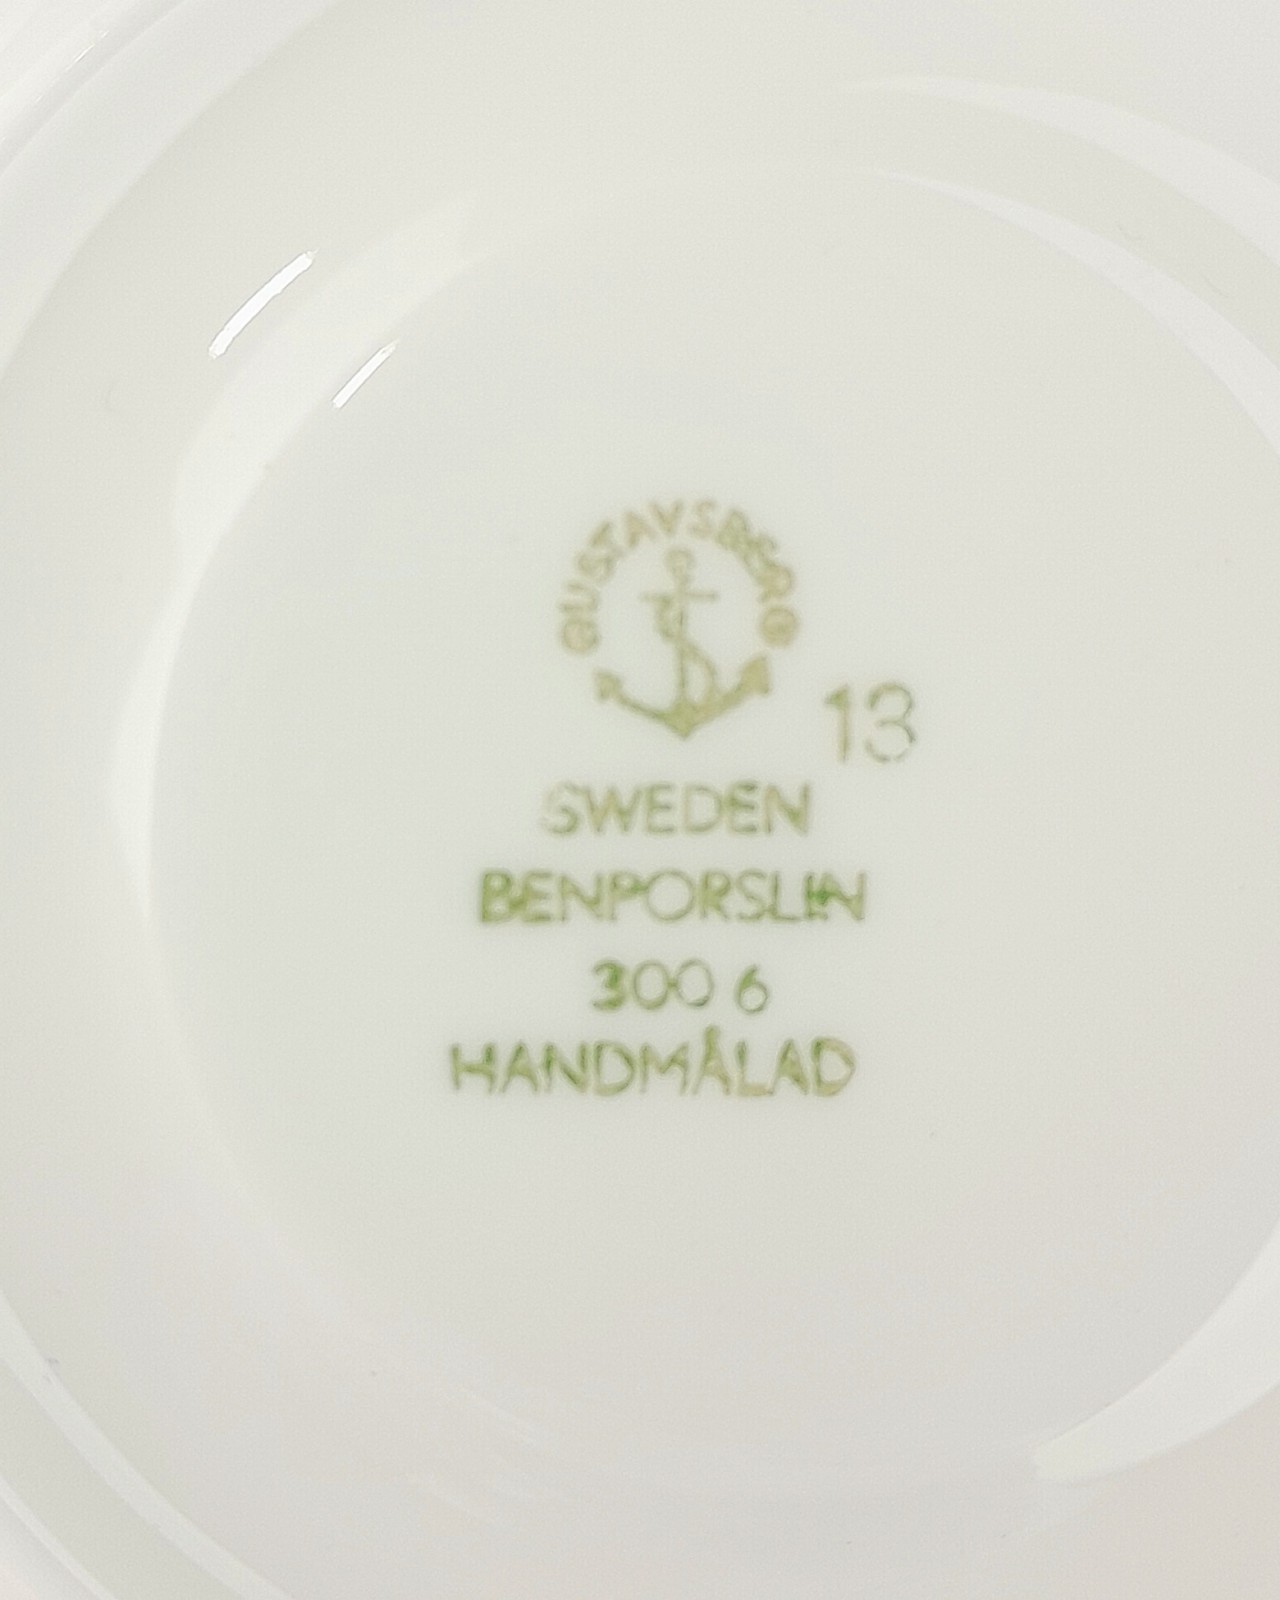 GUSTAVSBERG
13
SWEDEN
BENPORSLIN
300 6
HANDMÅLAD